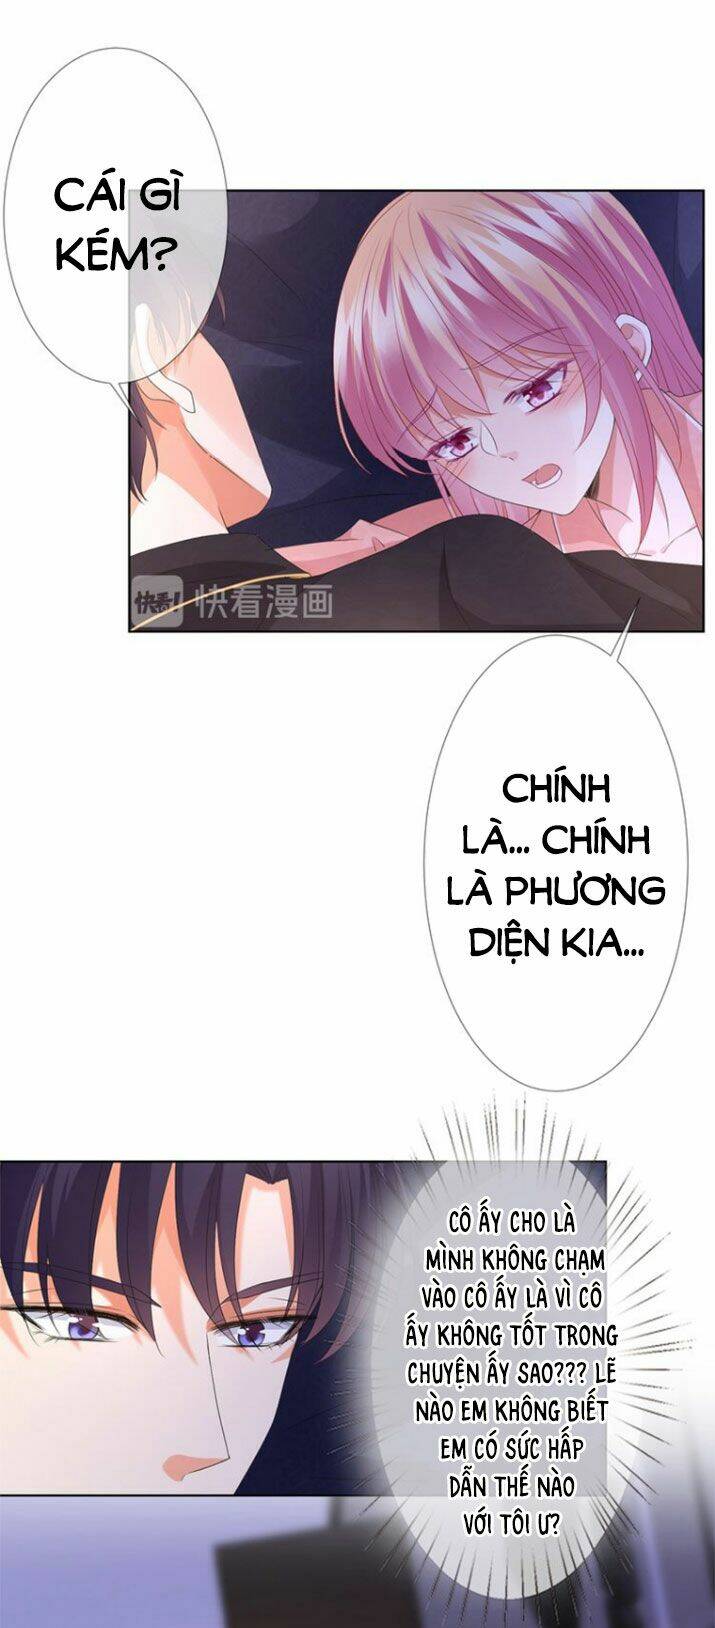 CÁI GÌ
KÉM?
快看!
快看漫画
CHÍNH
LÀ... CHÍNH
LÀ PHƯƠNG
DIỆN KIA...
CÔ ẤY CHO LÀ
MÌNH KHÔNG CHẠM
VÀO CÔ ẤY LÀ VÌ CÔ
ẤY KHÔNG TỐT TRONG
CHUYỆN ẤY SAO??? LẼ
NÀO EM KHÔNG BIẾT
EM CÓ SỨC HẤP
DẪN THẾ NÀO
VỚI TÔI Ư?